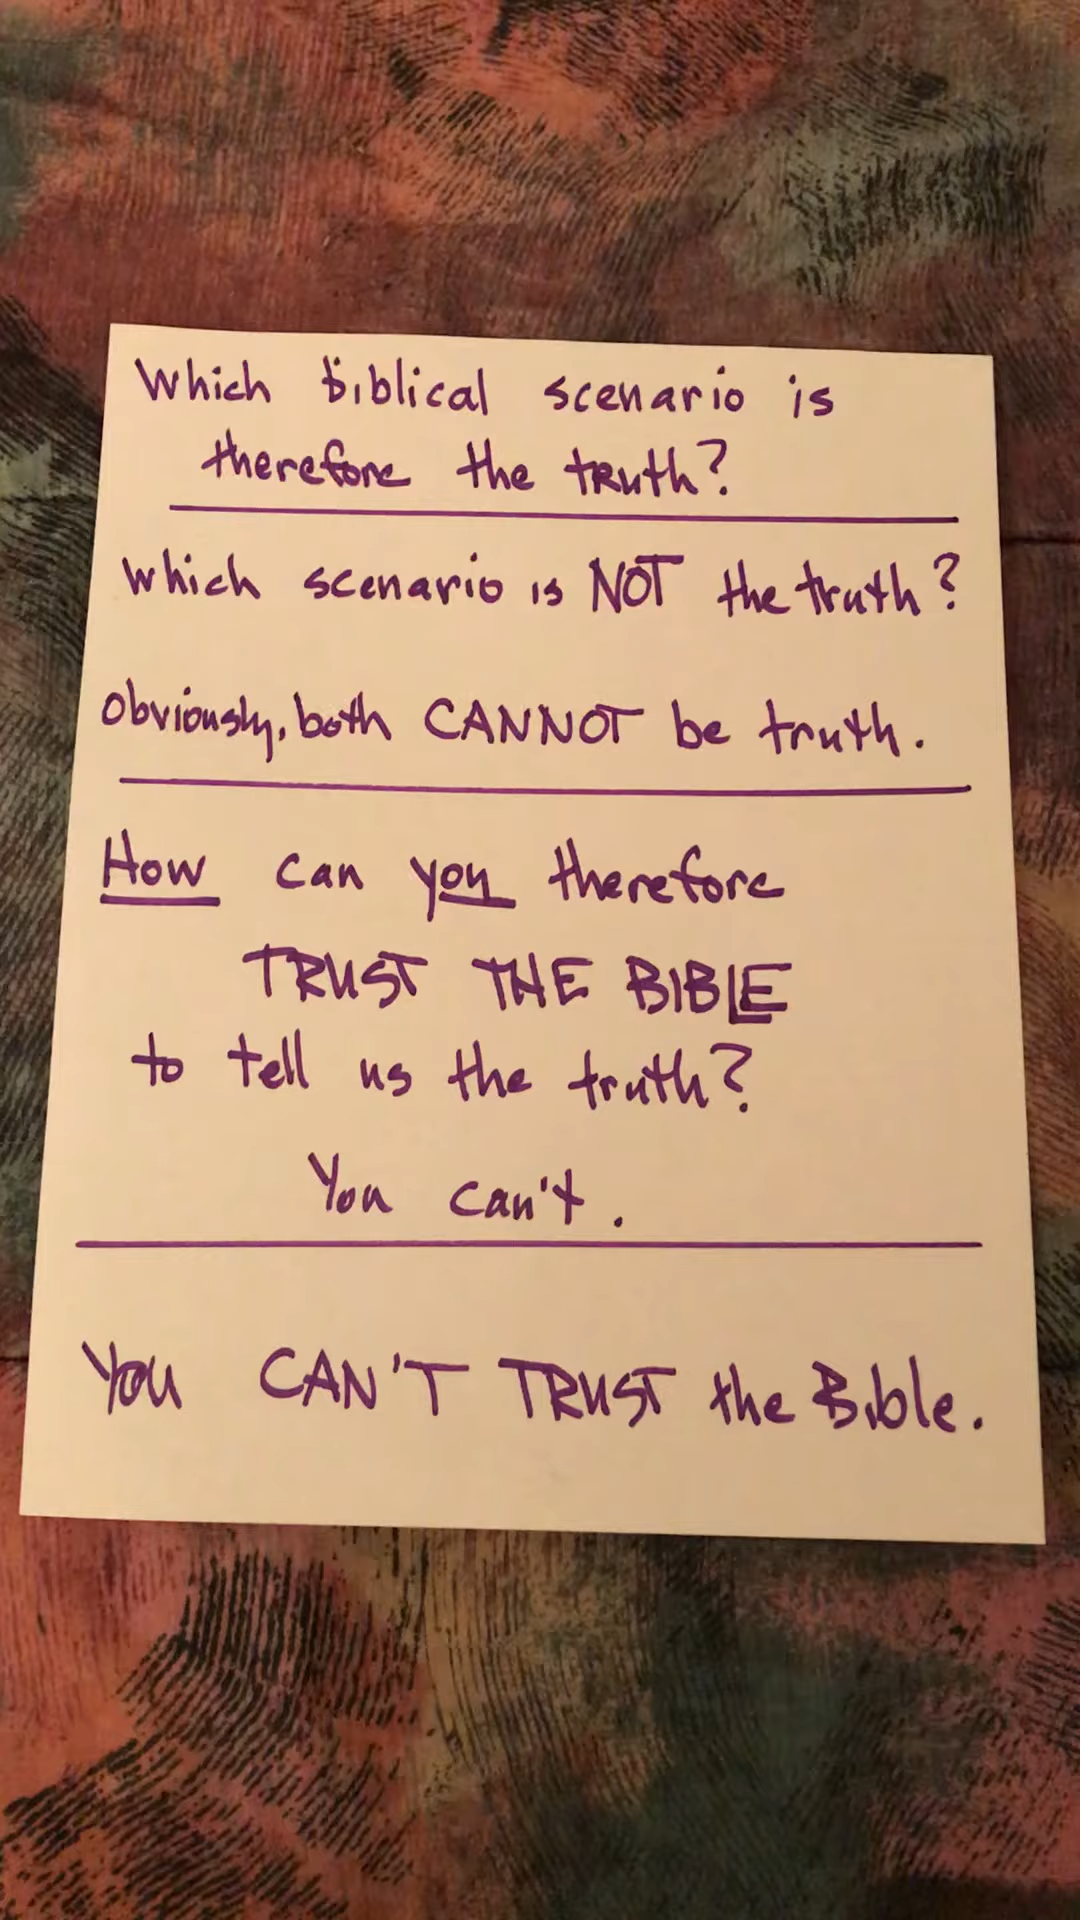 Which Biblical scenario is
therefore the truth?
Which scenario is NOT the truth?
Obviously, both CANNOT be truth.
How can you therefore
TRUST THE BIBLE
to tell us the truth?
You can't.
You CAN'T TRUST the Bible.